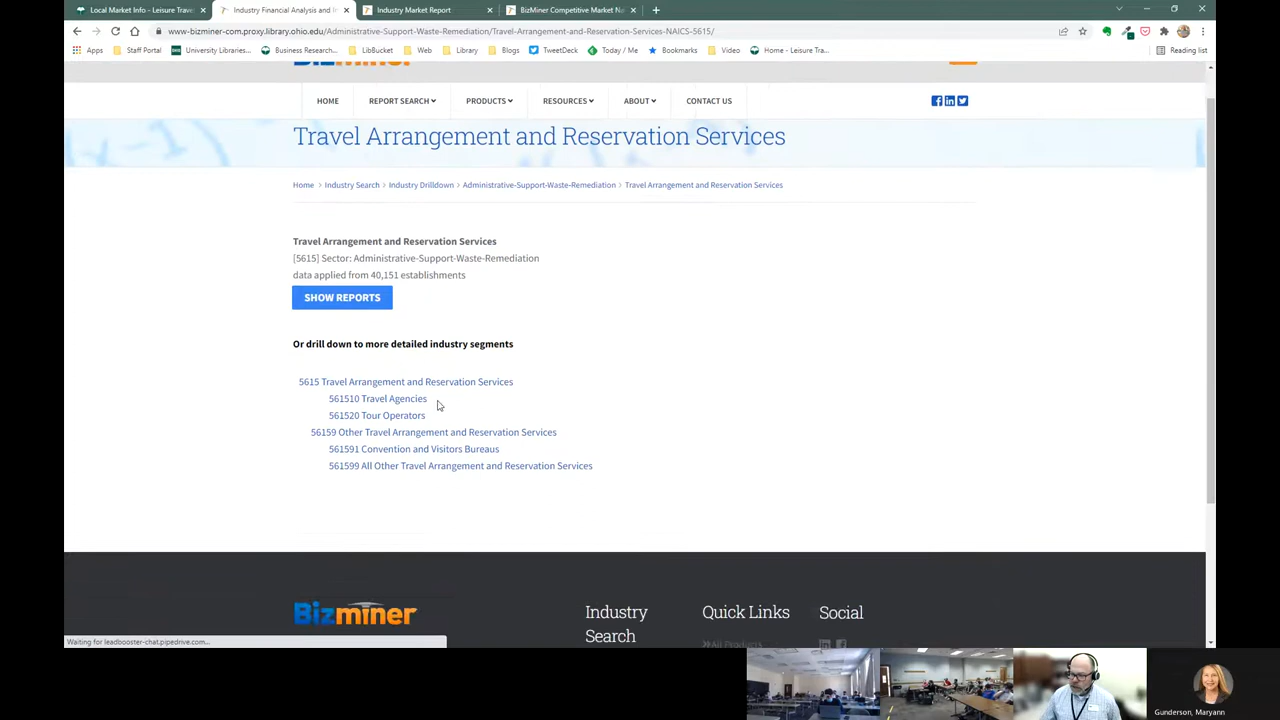 Local Market Info - Leisure Trave
Industry Financial Analysis and I
Industry Market Report
BizMiner Competitive Market Na
www-bizminer-com.proxy.library.ohio.edu/Administrative-Support-Waste-Remediation/Travel-Arrangement-and-Reservation-Services-NAICS-5615/
Apps Staff Portal University Libraries... Business Research... LibBucket Web Library Blogs TweetDeck Today / Me Bookmarks Video Home - Leisure Tra... Reading list
Bizminer
HOME REPORT SEARCH PRODUCTS RESOURCES ABOUT CONTACT US
Travel Arrangement and Reservation Services
Home > Industry Search > Industry Drilldown > Administrative-Support-Waste-Remediation > Travel Arrangement and Reservation Services
Travel Arrangement and Reservation Services
[5615] Sector: Administrative-Support-Waste-Remediation
data applied from 40,151 establishments
SHOW REPORTS
Or drill down to more detailed industry segments
5615 Travel Arrangement and Reservation Services
561510 Travel Agencies
561520 Tour Operators
56159 Other Travel Arrangement and Reservation Services
561591 Convention and Visitors Bureaus
561599 All Other Travel Arrangement and Reservation Services
Bizminer
Industry
Search
Quick Links
All Products
Social
Waiting for leadbooster-chat.pipedrive.com...
Gunderson, Maryann